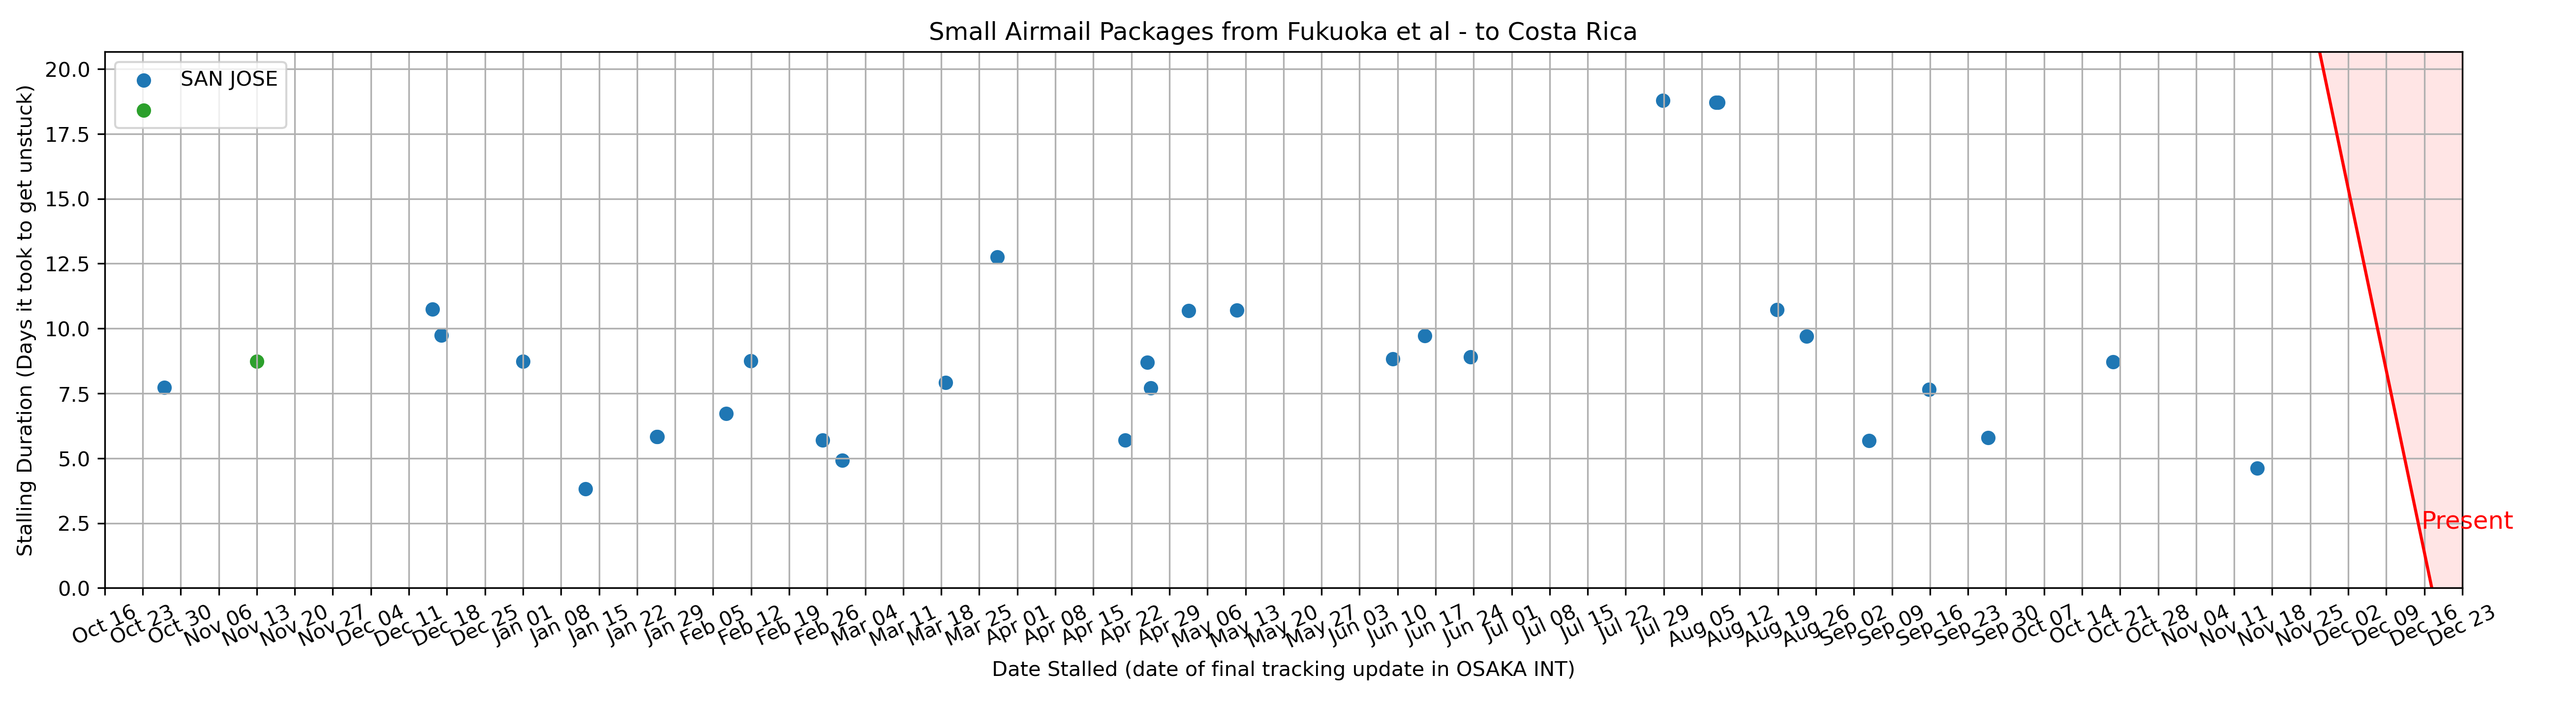 Small Airmail Packages from Fukuoka et al - to Costa Rica
SAN JOSE
Stalling Duration (Days it took to get unstuck)
20.0
17.5
15.0
12.5
10.0
7.5
5.0
2.5
0.0
Present
Oct 16
Oct 23
Oct 30
Nov 06
Nov 13
Nov 20
Nov 27
Dec 04
Dec 11
Dec 18
Dec 25
Jan 01
Jan 08
Jan 15
Jan 22
Jan 29
Feb 05
Feb 12
Feb 19
Feb 26
Mar 04
Mar 11
Mar 18
Mar 25
Apr 01
Apr 08
Apr 15
Apr 22
Apr 29
May 06
May 13
May 20
May 27
Jun 03
Jun 10
Jun 17
Jun 24
Jul 01
Jul 08
Jul 15
Jul 22
Jul 29
Aug 05
Aug 12
Aug 19
Aug 26
Sep 02
Sep 09
Sep 16
Sep 23
Sep 30
Oct 07
Oct 14
Oct 21
Oct 28
Nov 04
Nov 11
Nov 18
Nov 25
Dec 02
Dec 09
Dec 16
Dec 23
Date Stalled (date of final tracking update in OSAKA INT)